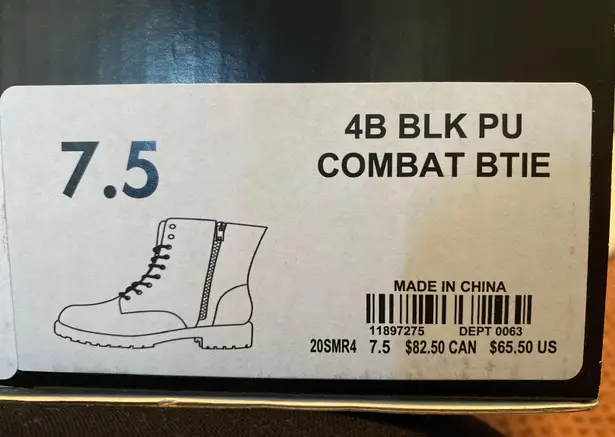 7.5
4B BLK PU
COMBAT BTIE
MADE IN CHINA
11897275 DEPT 0063
20SMR4 7.5 $82.50 CAN $65.50 US